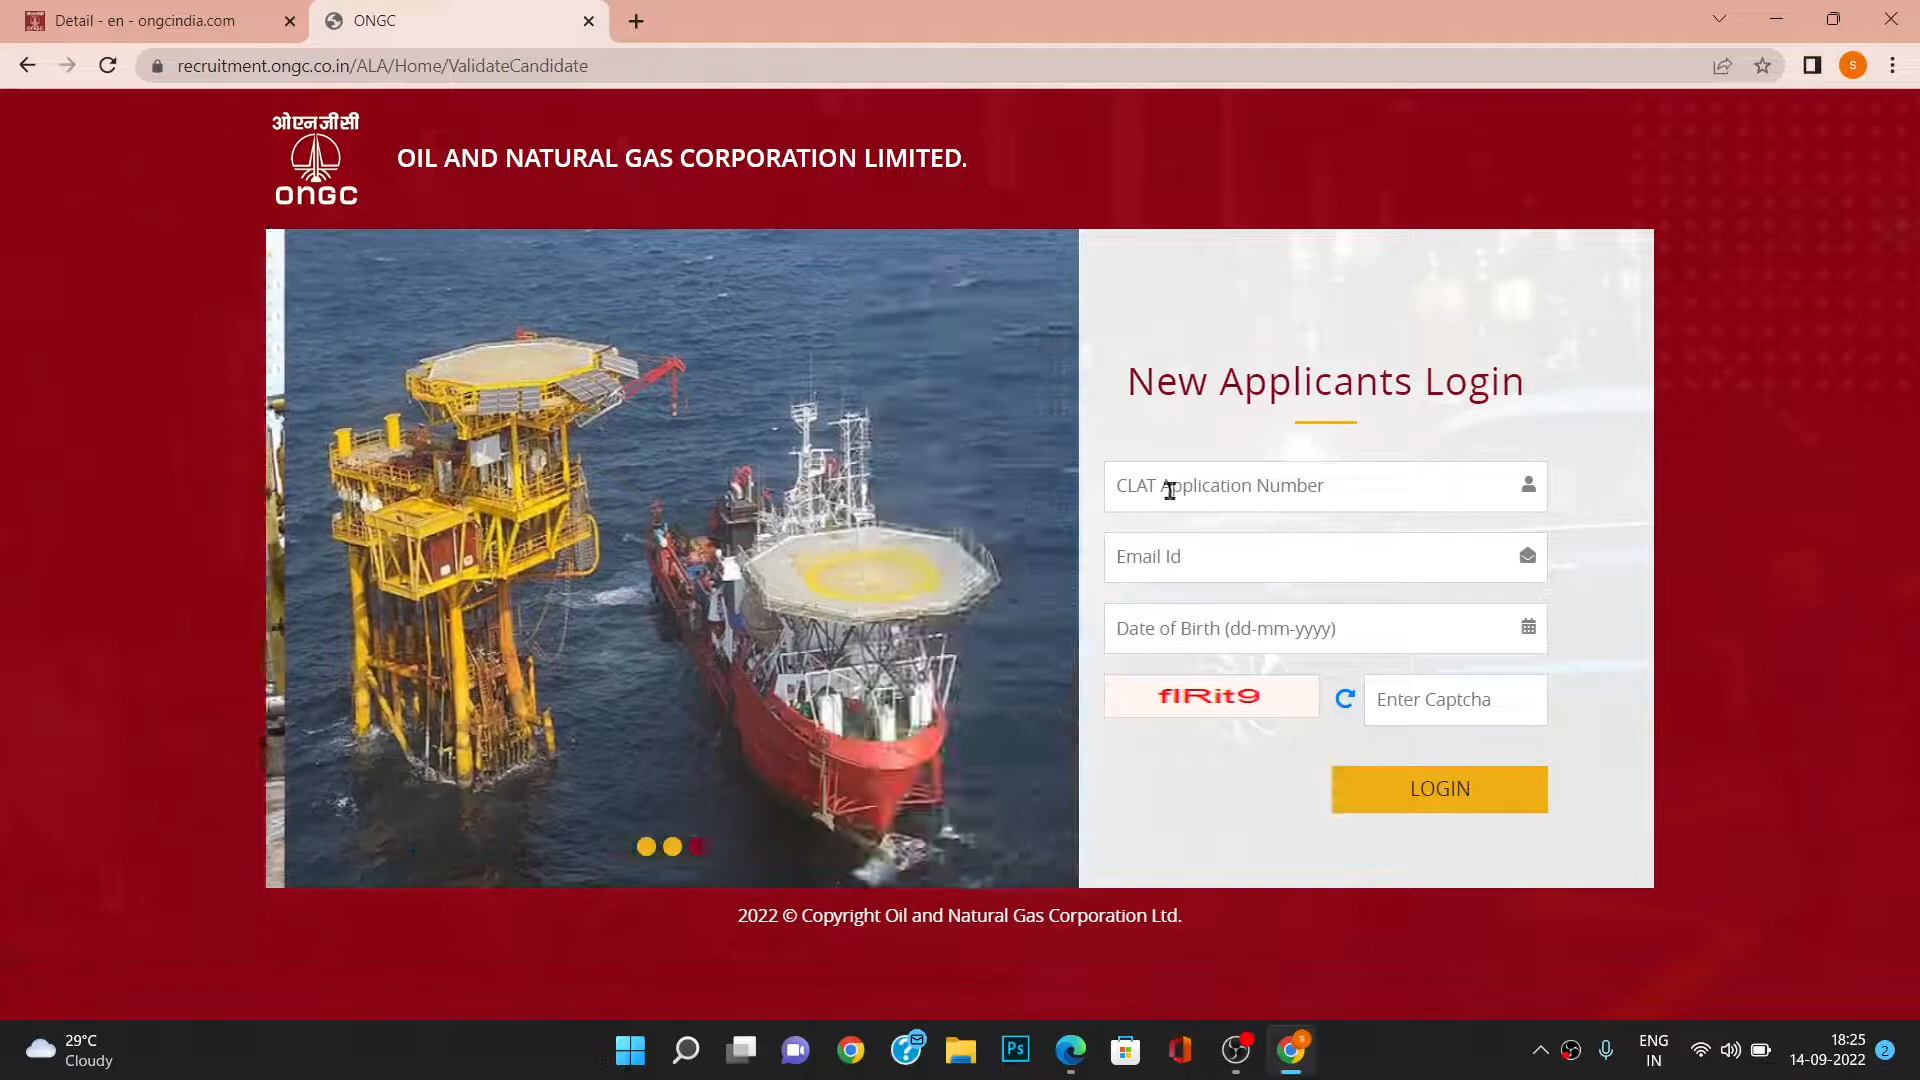 Detail - en - ongcindia.com
ONGC
S
recruitment.ongc.co.in/ALA/Home/ValidateCandidate
ओएनजीसी
ongc
OIL AND NATURAL GAS CORPORATION LIMITED.
New Applicants Login
CLAT Application Number
Email Id
Date of Birth (dd-mm-yyyy)
Enter Captcha
LOGIN
2022 © Copyright Oil and Natural Gas Corporation Ltd.
29°C
Cloudy
Ps
ENG
IN
18:25
14-09-2022
2